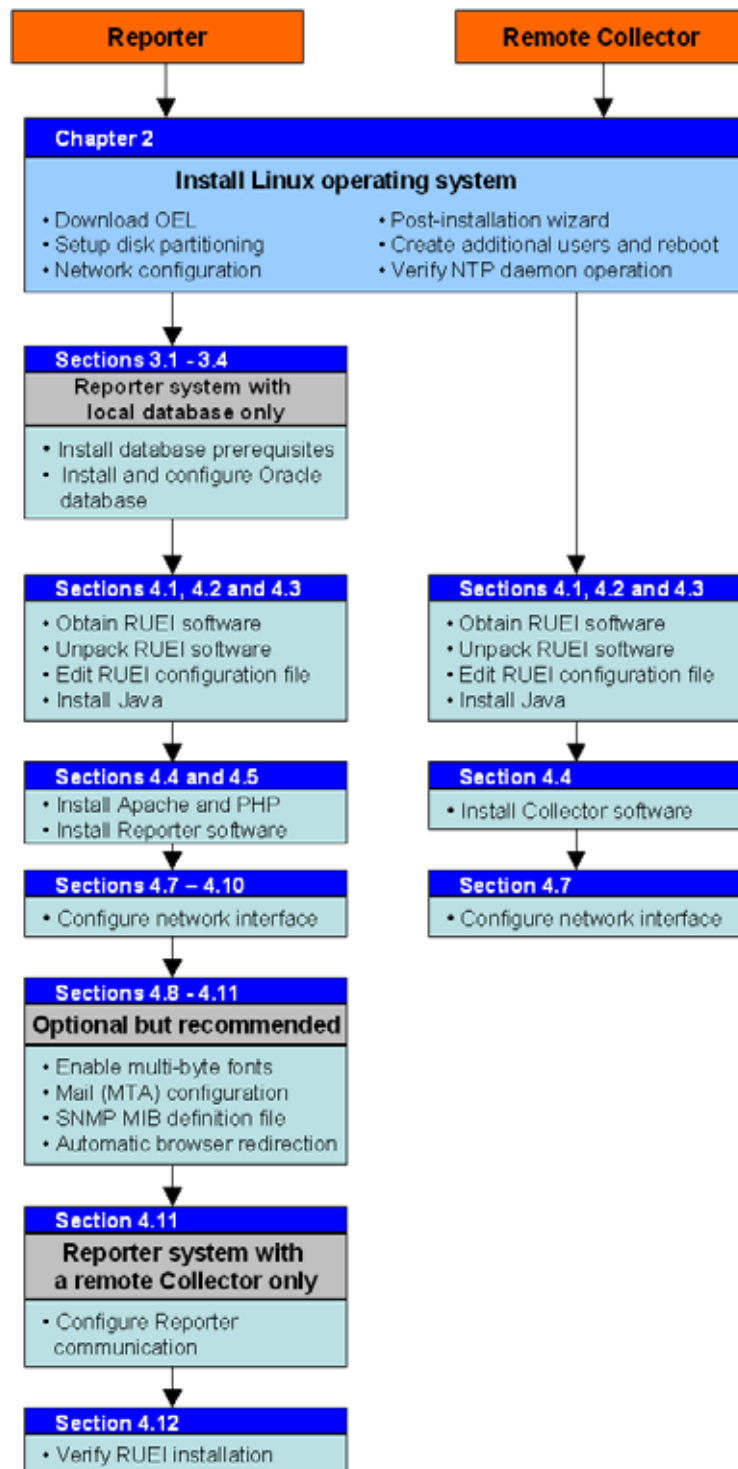 Reporter
Remote Collector
Chapter 2
Install Linux operating system
• Download OEL
• Setup disk partitioning
• Network configuration
• Post-installation wizard
• Create additional users and reboot
• Verify NTP daemon operation
Sections 3.1 - 3.4
Reporter system with
local database only
• Install database prerequisites
• Install and configure Oracle
database
Sections 4.1, 4.2 and 4.3
• Obtain RUEI software
• Unpack RUEI software
• Edit RUEI configuration file
• Install Java
Sections 4.1, 4.2 and 4.3
• Obtain RUEI software
• Unpack RUEI software
• Edit RUEI configuration file
• Install Java
Sections 4.4 and 4.5
• Install Apache and PHP
• Install Reporter software
Section 4.4
• Install Collector software
Sections 4.7 – 4.10
• Configure network interface
Section 4.7
• Configure network interface
Sections 4.8 - 4.11
Optional but recommended
• Enable multi-byte fonts
• Mail (MTA) configuration
• SNMP MIB definition file
• Automatic browser redirection
Section 4.11
Reporter system with
a remote Collector only
• Configure Reporter
communication
Section 4.12
• Verify RUEI installation